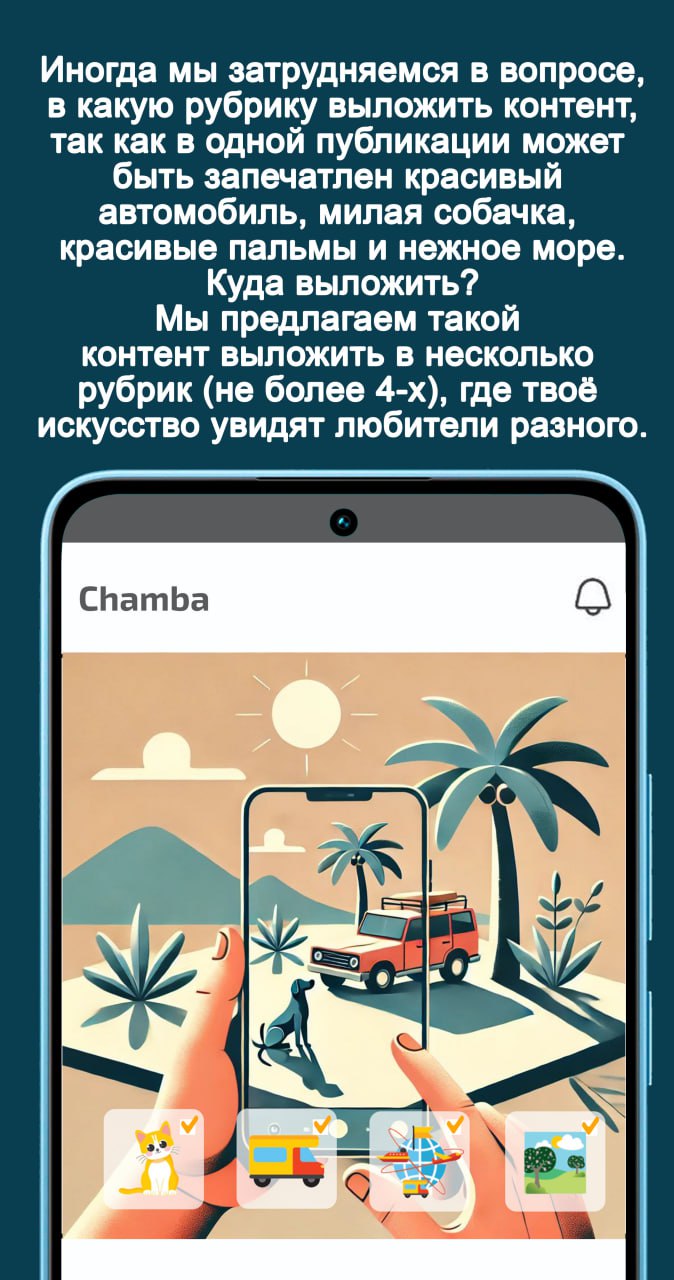 Иногда мы затрудняемся в вопросе,
в какую рубрику выложить контент,
так как в одной публикации может
быть запечатлен красивый
автомобиль, милая собачка,
красивые пальмы и нежное море.
Куда выложить?
Мы предлагаем такой
контент выложить в несколько
рубрик (не более 4-х), где твоё
искусство увидят любители разного.
Chamba